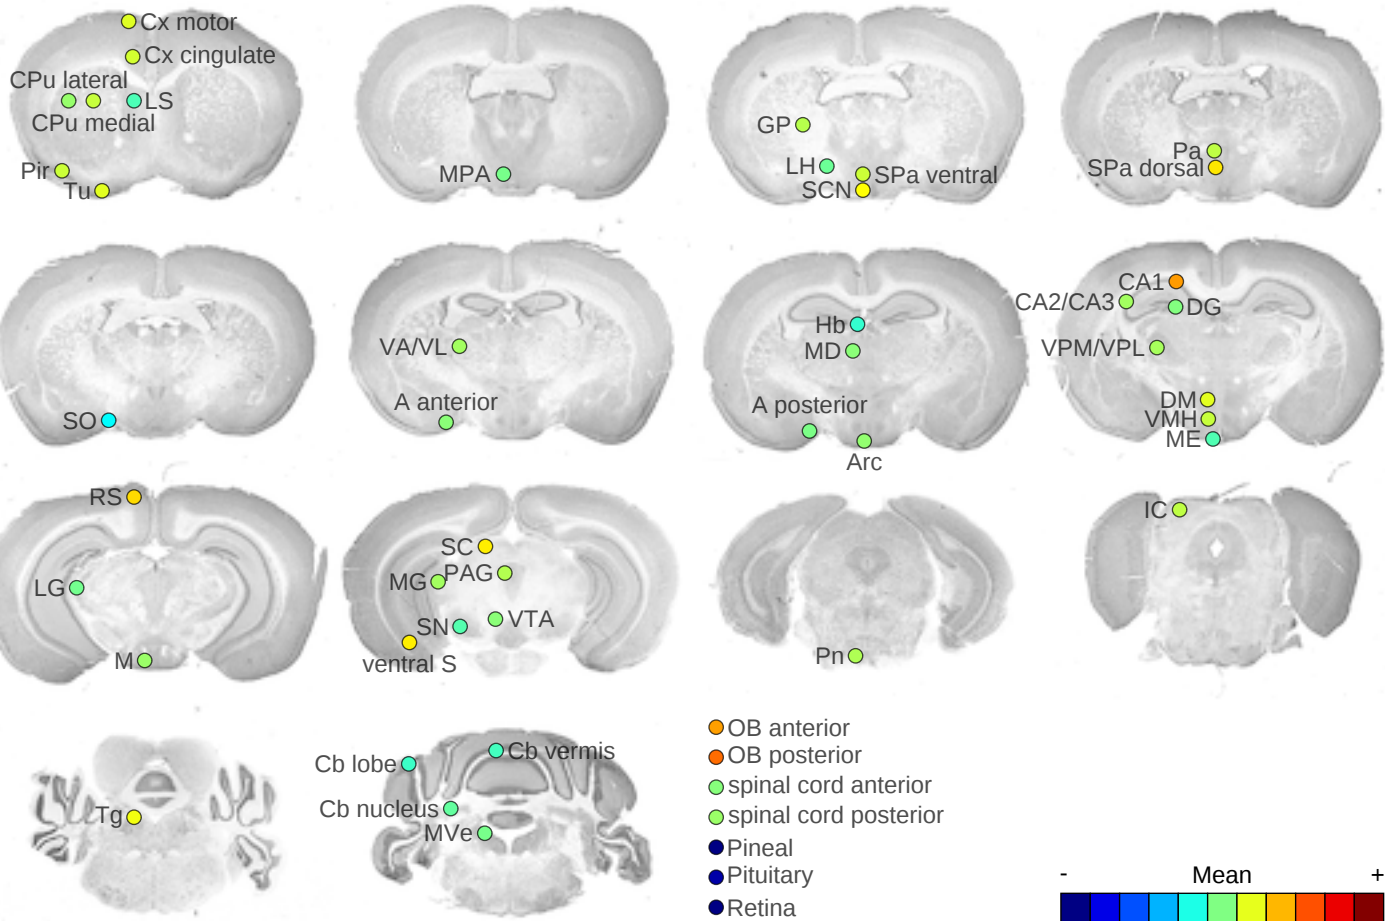 Cx motor
Cx cingulate
CPu lateral
LS
CPu medial
Pir
Tu
MPA
GP
LH
SPa ventral
SCN
Pa
SPa dorsal
SO
VA/VL
A anterior
Hb
MD
A posterior
Arc
CA1
CA2/CA3
DG
VPM/VPL
DM
VMH
ME
RS
LG
M
SC
MG
PAG
SN
VTA
ventral S
Pn
IC
Tg
Cb lobe
Cb vermis
Cb nucleus
MVe
OB anterior
OB posterior
spinal cord anterior
spinal cord posterior
Pineal
Pituitary
Retina
- Mean +